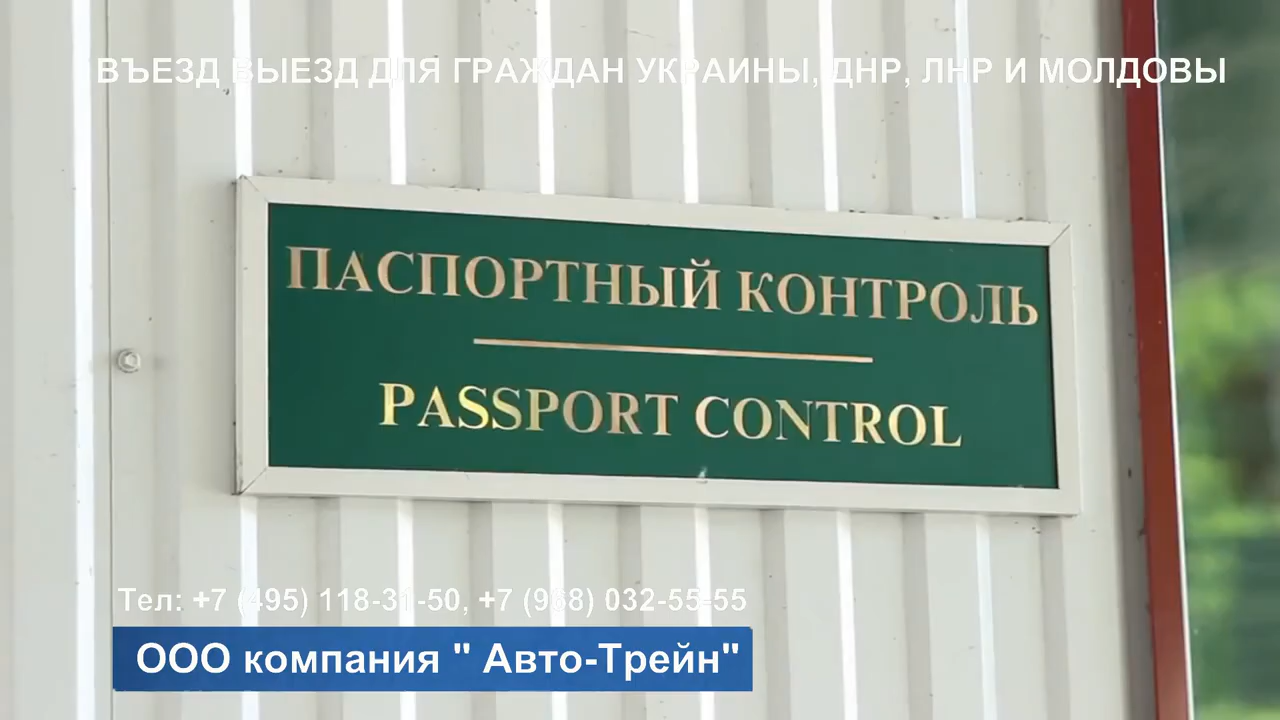 ВЪЕЗД ВЫЕЗД ДЛЯ ГРАЖДАН УКРАИНЫ, ДНР, ЛНР И МОЛДОВЫ
ПАСПОРТНЫЙ КОНТРОЛЬ
PASSPORT CONTROL
Тел: +7 (495) 118-31-50, +7 (968) 032-55-55
ООО компания " Авто-Трейн"